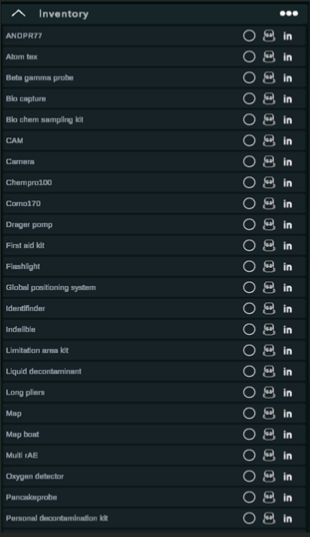 Inventory
ANDPR77 in
Atom tex in
Beta gamma probe in
Bio capture in
Bio chem sampling kit in
CAM in
Camera in
Chempro100 in
Como170 in
Drager pomp in
First aid kit in
Flashlight in
Global positioning system in
Identifinder in
Indelible in
Limitation area kit in
Liquid decontaminent in
Long pliers in
Map in
Map boat in
Multi rAE in
Oxygen detector in
Pancakeprobe in
Personal decontamination kit in